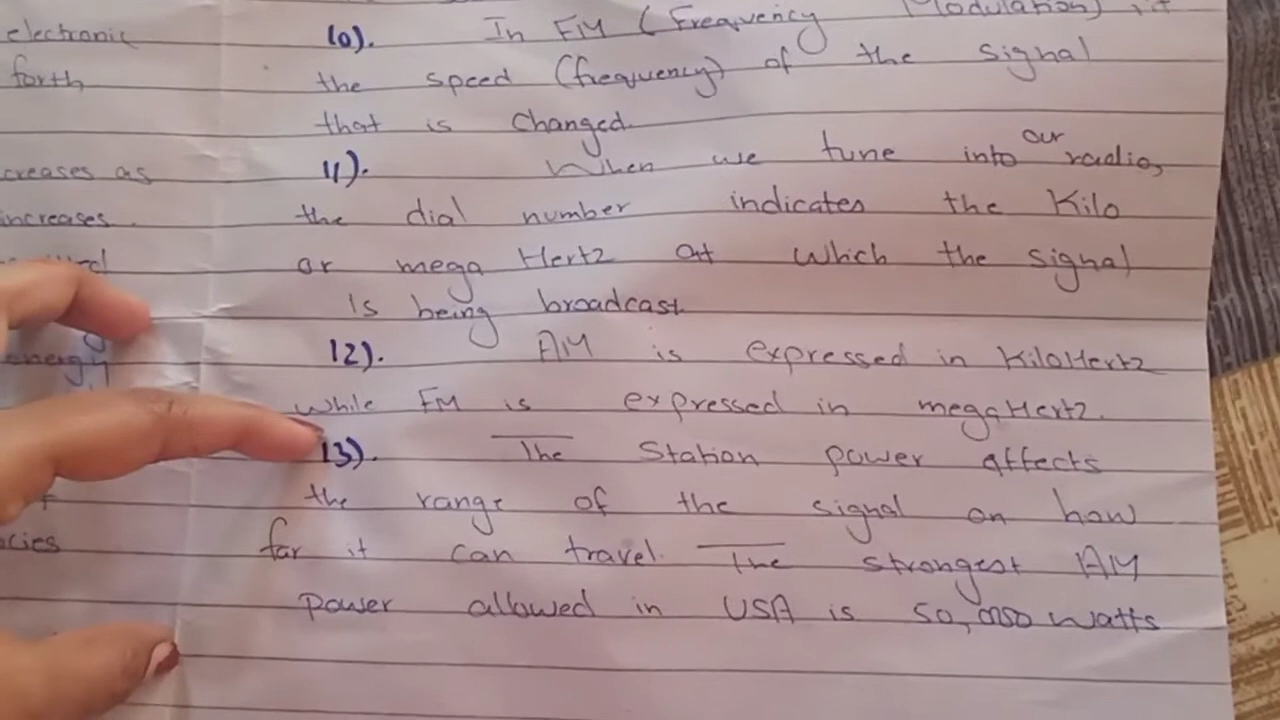 electronic
forth
creases as
increases.
energy
cies
10). In FM (Frequency Modulation) it
the speed (frequency) of the signal
that is changed.
11). When we tune into our radio,
the dial number indicates the Kilo
or mega Hertz at which the signal
is being broadcast.
12). AM is expressed in KiloHertz
while FM is expressed in megaHertz.
13). The Station power affects
the range of the signal on how
far it can travel. The strongest AM
power allowed in USA is 50,000 watts